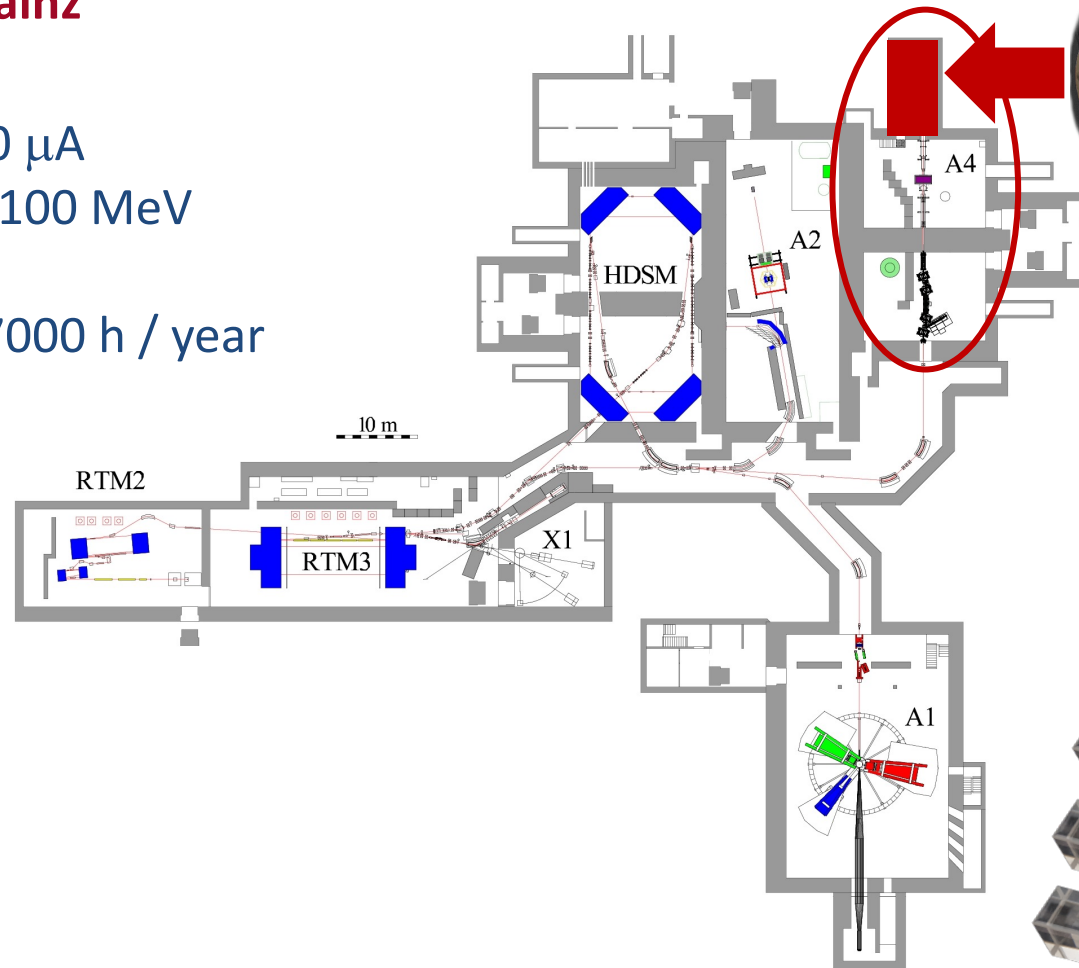 ainz
0 μA
100 MeV
7000 h / year
A4
A2
HDSM
10 m
RTM2
RTM3
X1
A1